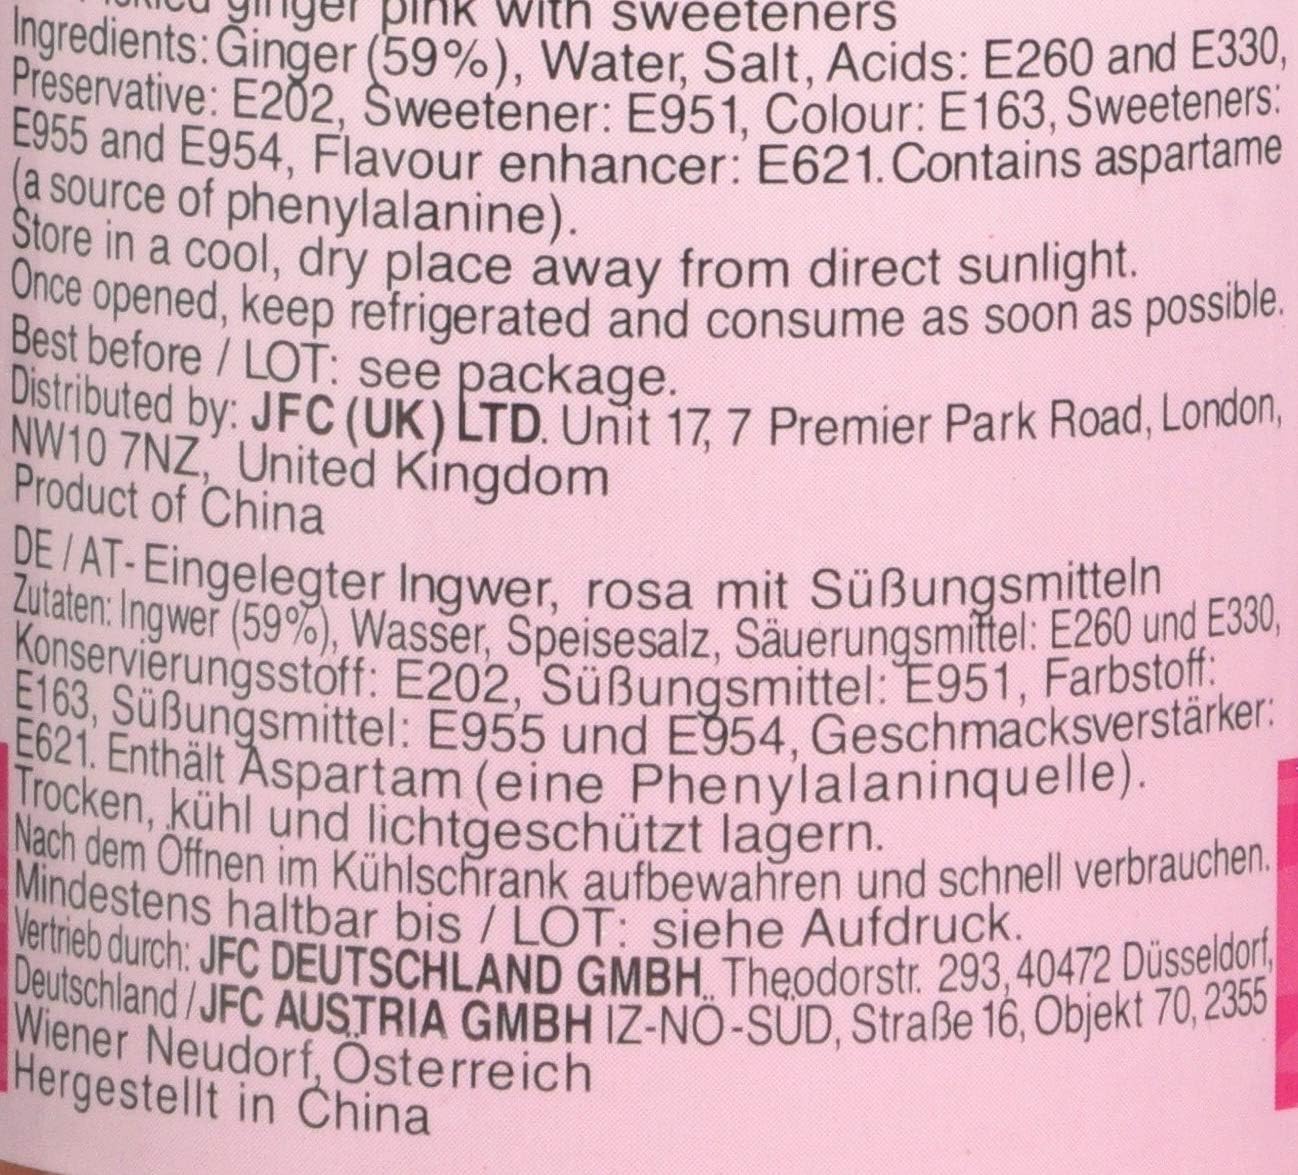 ginger pink with sweeteners
Ingredients: Ginger (59%), Water, Salt, Acids: E260 and E330,
Preservative: E202, Sweetener: E951, Colour: E163, Sweeteners:
E955 and E954, Flavour enhancer: E621. Contains aspartame
(a source of phenylalanine).
Store in a cool, dry place away from direct sunlight.
Once opened, keep refrigerated and consume as soon as possible.
Best before / LOT: see package.
Distributed by: JFC (UK) LTD. Unit 17, 7 Premier Park Road, London,
NW10 7NZ, United Kingdom
Product of China
DE / AT- Eingelegter Ingwer, rosa mit Süßungsmitteln
Zutaten: Ingwer (59%), Wasser, Speisesalz, Säuerungsmittel: E260 und E330,
Konservierungsstoff: E202, Süßungsmittel: E951, Farbstoff:
E163, Süßungsmittel: E955 und E954, Geschmacksverstärker:
E621. Enthält Aspartam (eine Phenylalaninquelle).
Trocken, kühl und lichtgeschützt lagern.
Nach dem Öffnen im Kühlschrank aufbewahren und schnell verbrauchen.
Mindestens haltbar bis / LOT: siehe Aufdruck.
Vertrieb durch: JFC DEUTSCHLAND GMBH. Theodorstr. 293, 40472 Düsseldorf,
Deutschland / JFC AUSTRIA GMBH IZ-NÖ-SÜD, Straße 16, Objekt 70, 2355
Wiener Neudorf, Österreich
Hergestellt in China